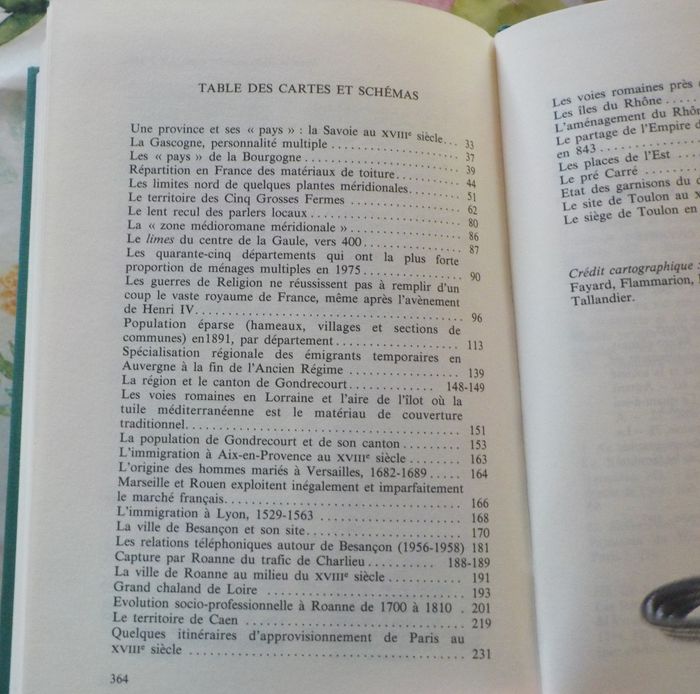 TABLE DES CARTES ET SCHÉMAS
Une province et ses « pays » : la Savoie au XVIIIe siècle... 33
La Gascogne, personnalité multiple .................. 37
Les « pays » de la Bourgogne ....................... 39
Répartition en France des matériaux de toiture......... 44
Les limites nord de quelques plantes méridionales........ 51
Le territoire des Cinq Grosses Fermes ................ 62
Le lent recul des parlers locaux ..................... 80
La « zone médioromane méridionale » ................ 86
Le limes du centre de la Gaule, vers 400.............. 87
Les quarante-cinq départements qui ont la plus forte
proportion de ménages multiples en 1975 ............. 90
Les guerres de Religion ne réussissent pas à remplir d'un
coup le vaste royaume de France, même après l'avènement
de Henri IV....................................... 96
Population éparse (hameaux, villages et sections de
communes) en1891, par département ................. 113
Spécialisation régionale des émigrants temporaires en
Auvergne à la fin de l'Ancien Régime ................ 139
La région et le canton de Gondrecourt............ 148-149
Les voies romaines en Lorraine et l'aire de l'îlot où la
tuile méditerranéenne est le matériau de couverture
traditionnel....................................... 151
La population de Gondrecourt et de son canton ........ 153
L'immigration à Aix-en-Provence au XVIIIe siècle ....... 163
L'origine des hommes mariés à Versailles, 1682-1689..... 164
Marseille et Rouen exploitent inégalement et imparfaitement
le marché français.................................. 166
L'immigration à Lyon, 1529-1563 .................... 168
La ville de Besançon et son site...................... 170
Les relations téléphoniques autour de Besançon (1956-1958) 181
Capture par Roanne du trafic de Charlieu.......... 188-189
La ville de Roanne au milieu du XVIIIe siècle ........... 191
Grand chaland de Loire ............................ 193
Evolution socio-professionnelle à Roanne de 1700 à 1810 . 201
Le territoire de Caen .............................. 219
Quelques itinéraires d'approvisionnement de Paris au
XVIIIe siècle ...................................... 231
364
Les voies romaines près
Les îles du Rhône ....
L'aménagement du Rhôn
Le partage de l'Empire d
en 843 ..............
Les places de l'Est ....
Le pré Carré .........
Etat des garnisons du
Le site de Toulon au
Le siège de Toulon en
Crédit cartographique :
Fayard, Flammarion,
Tallandier.